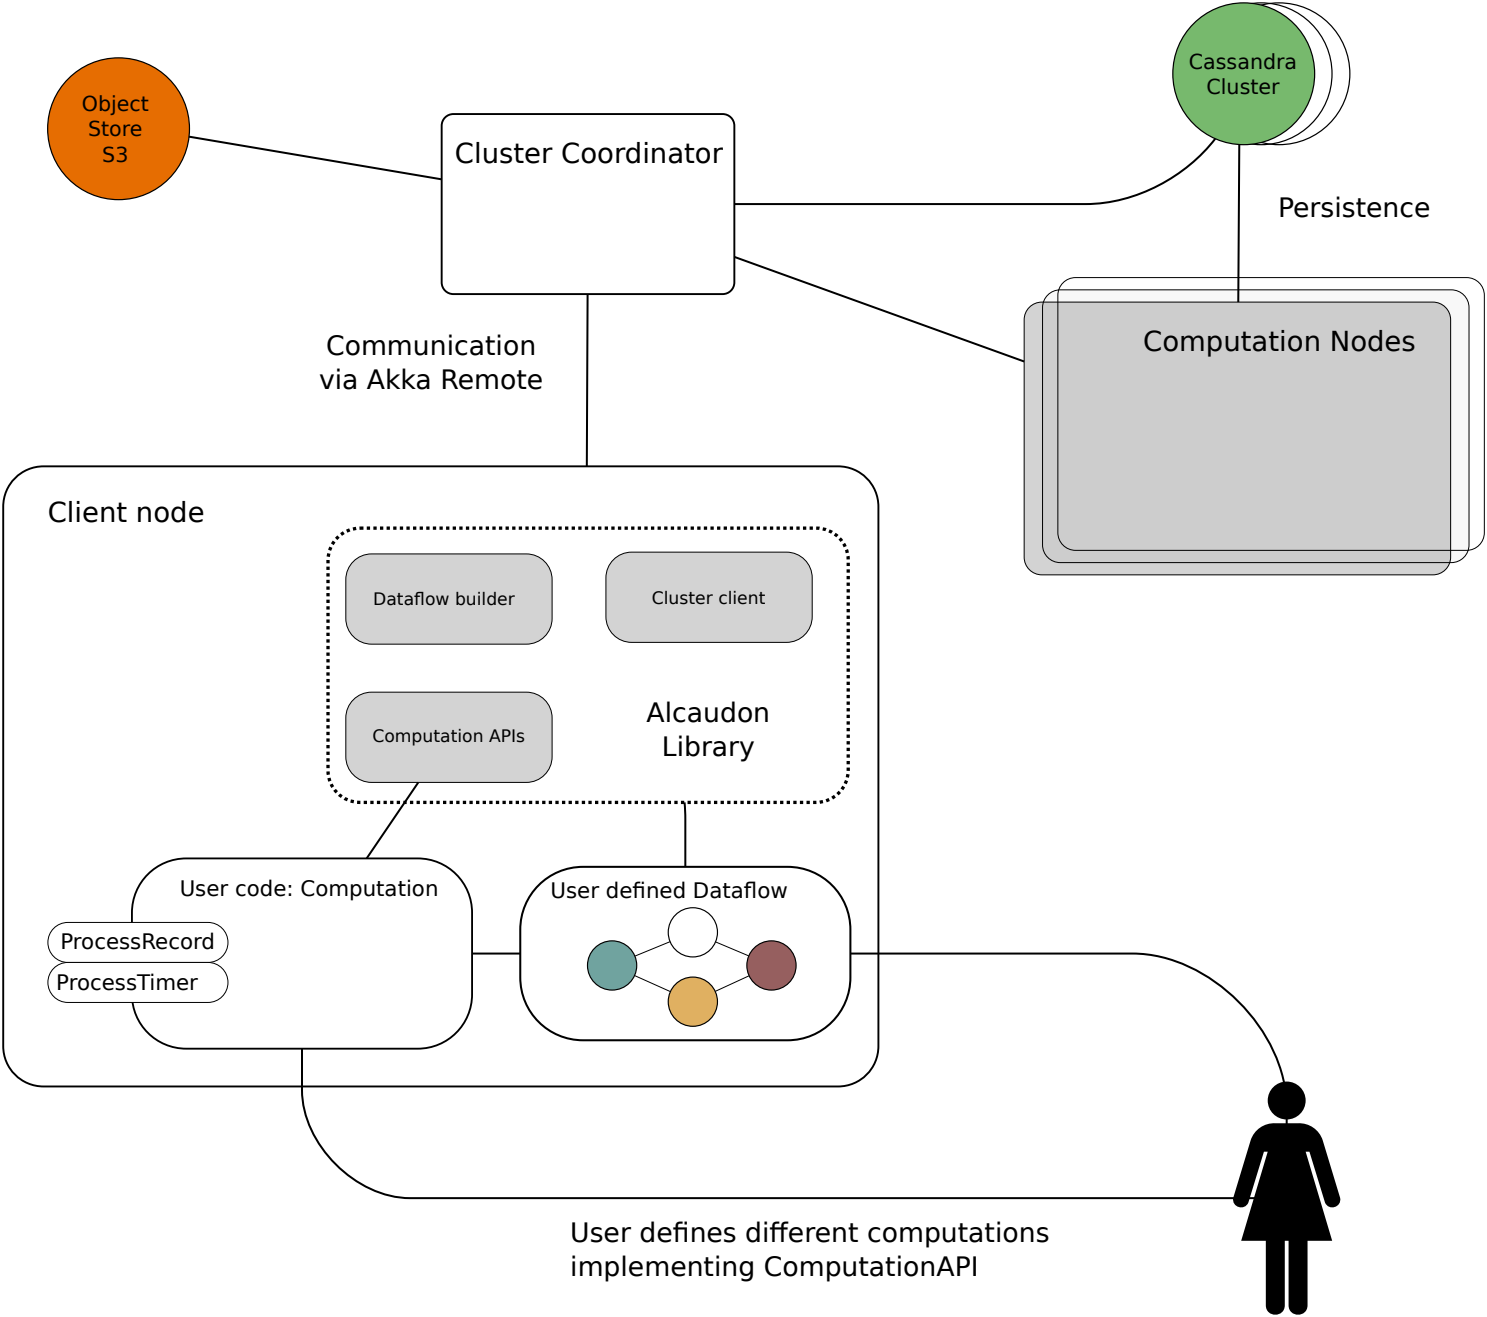 Object
Store
S3
Cassandra
Cluster
Cluster Coordinator
Persistence
Communication
via Akka Remote
Computation Nodes
Client node
Dataflow builder
Cluster client
Computation APIs
Alcaudon
Library
User code: Computation
ProcessRecord
ProcessTimer
User defined Dataflow
User defines different computations
implementing ComputationAPI